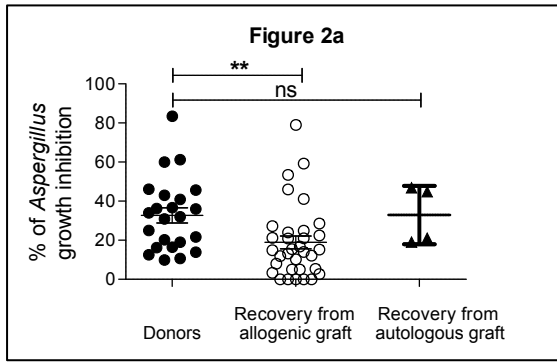 Figure 2a
**
ns
100
80
60
40
20
0
% of Aspergillus
growth inhibition
Donors
Recovery from
allogenic graft
Recovery from
autologous graft